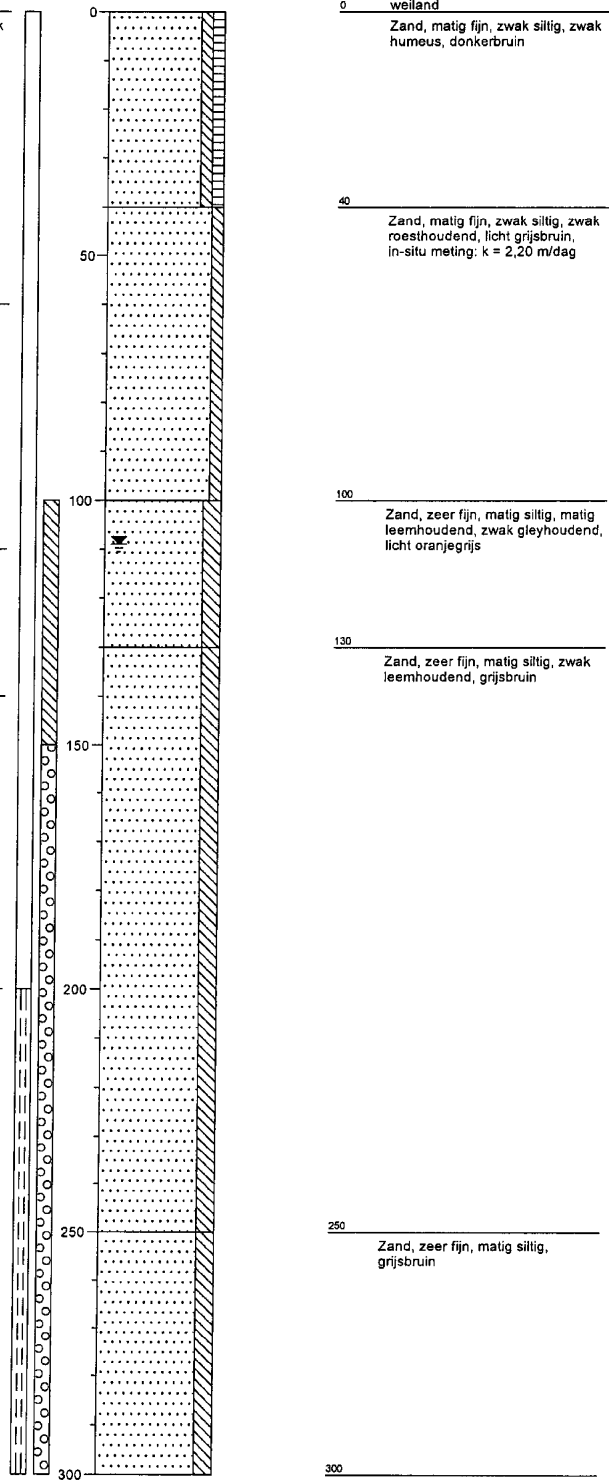 k
0
50
100
150
200
250
300
0 weiland
Zand, matig fijn, zwak siltig, zwak
humeus, donkerbruin
40
Zand, matig fijn, zwak siltig, zwak
roesthoudend, licht grijsbruin,
in-situ meting: k = 2,20 m/dag
100
Zand, zeer fijn, matig siltig, matig
leemhoudend, zwak gleyhoudend,
licht oranjegrijs
130
Zand, zeer fijn, matig siltig, zwak
leemhoudend, grijsbruin
250
Zand, zeer fijn, matig siltig,
grijsbruin
300